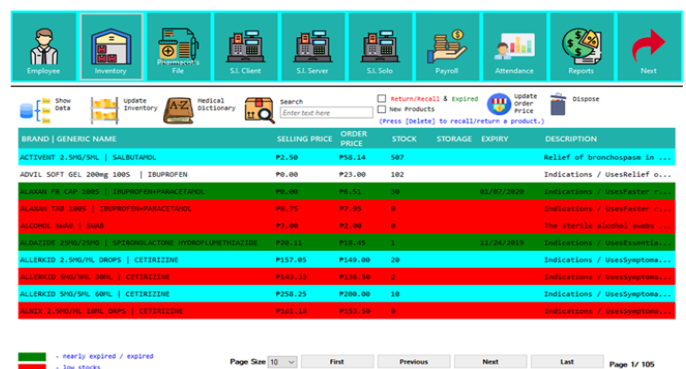 Employee Inventory Pharmacist's File S.I. Client S.I. Server S.I. Solo Payroll Attendance Reports Next
Show Data Update Inventory A-Z Medical Dictionary Search Enter text here Return/Recall & Expired New Products Update Order Price Dispose
(Press [Delete] to recall/return a product.)
BRAND | GENERIC NAME SELLING PRICE ORDER PRICE STOCK STORAGE EXPIRY DESCRIPTION
ACTIVENT 2.5MG/5ML | SALBUTAMOL ₱2.50 ₱58.14 507 Relief of bronchospasm in ...
ADVIL SOFT GEL 200mg 100S | IBUPROFEN ₱0.00 ₱23.00 102 Indications / UsesRelief o...
ALAXAN FR CAP 100S | IBUPROFEN+PARACETAMOL ₱0.00 ₱6.51 30 01/07/2020 Indications / UsesFaster r...
ALAXAN TAB 100S | IBUPROFEN+PARACETAMOL ₱8.75 ₱7.95 0 Indications / UsesFaster r...
ALCOHOL SWAB | SWAB ₱3.00 ₱2.00 0 The sterile alcohol swabs ...
ALDAZIDE 25MG/25MG | SPIRONOLACTONE HYDROFLUMETHIAZIDE ₱20.11 ₱18.45 1 11/24/2019 Indications / UsesEssentia...
ALLERKID 2.5MG/ML DROPS | CETIRIZINE ₱157.05 ₱149.00 20 Indications / UsesSymptoma...
ALLERKID 5MG/5ML 30ML | CETIRIZINE ₱143.33 ₱136.50 2 Indications / UsesSymptoma...
ALLERKID 5MG/5ML 60ML | CETIRIZINE ₱258.25 ₱200.00 10 Indications / UsesSymptoma...
ALNIX 2.5MG/ML 10ML DRPS | CETIRIZINE ₱161.18 ₱153.50 0 Indications / UsesSymptoma...
- nearly expired / expired
- low stocks
Page Size 10 First Previous Next Last Page 1/ 105